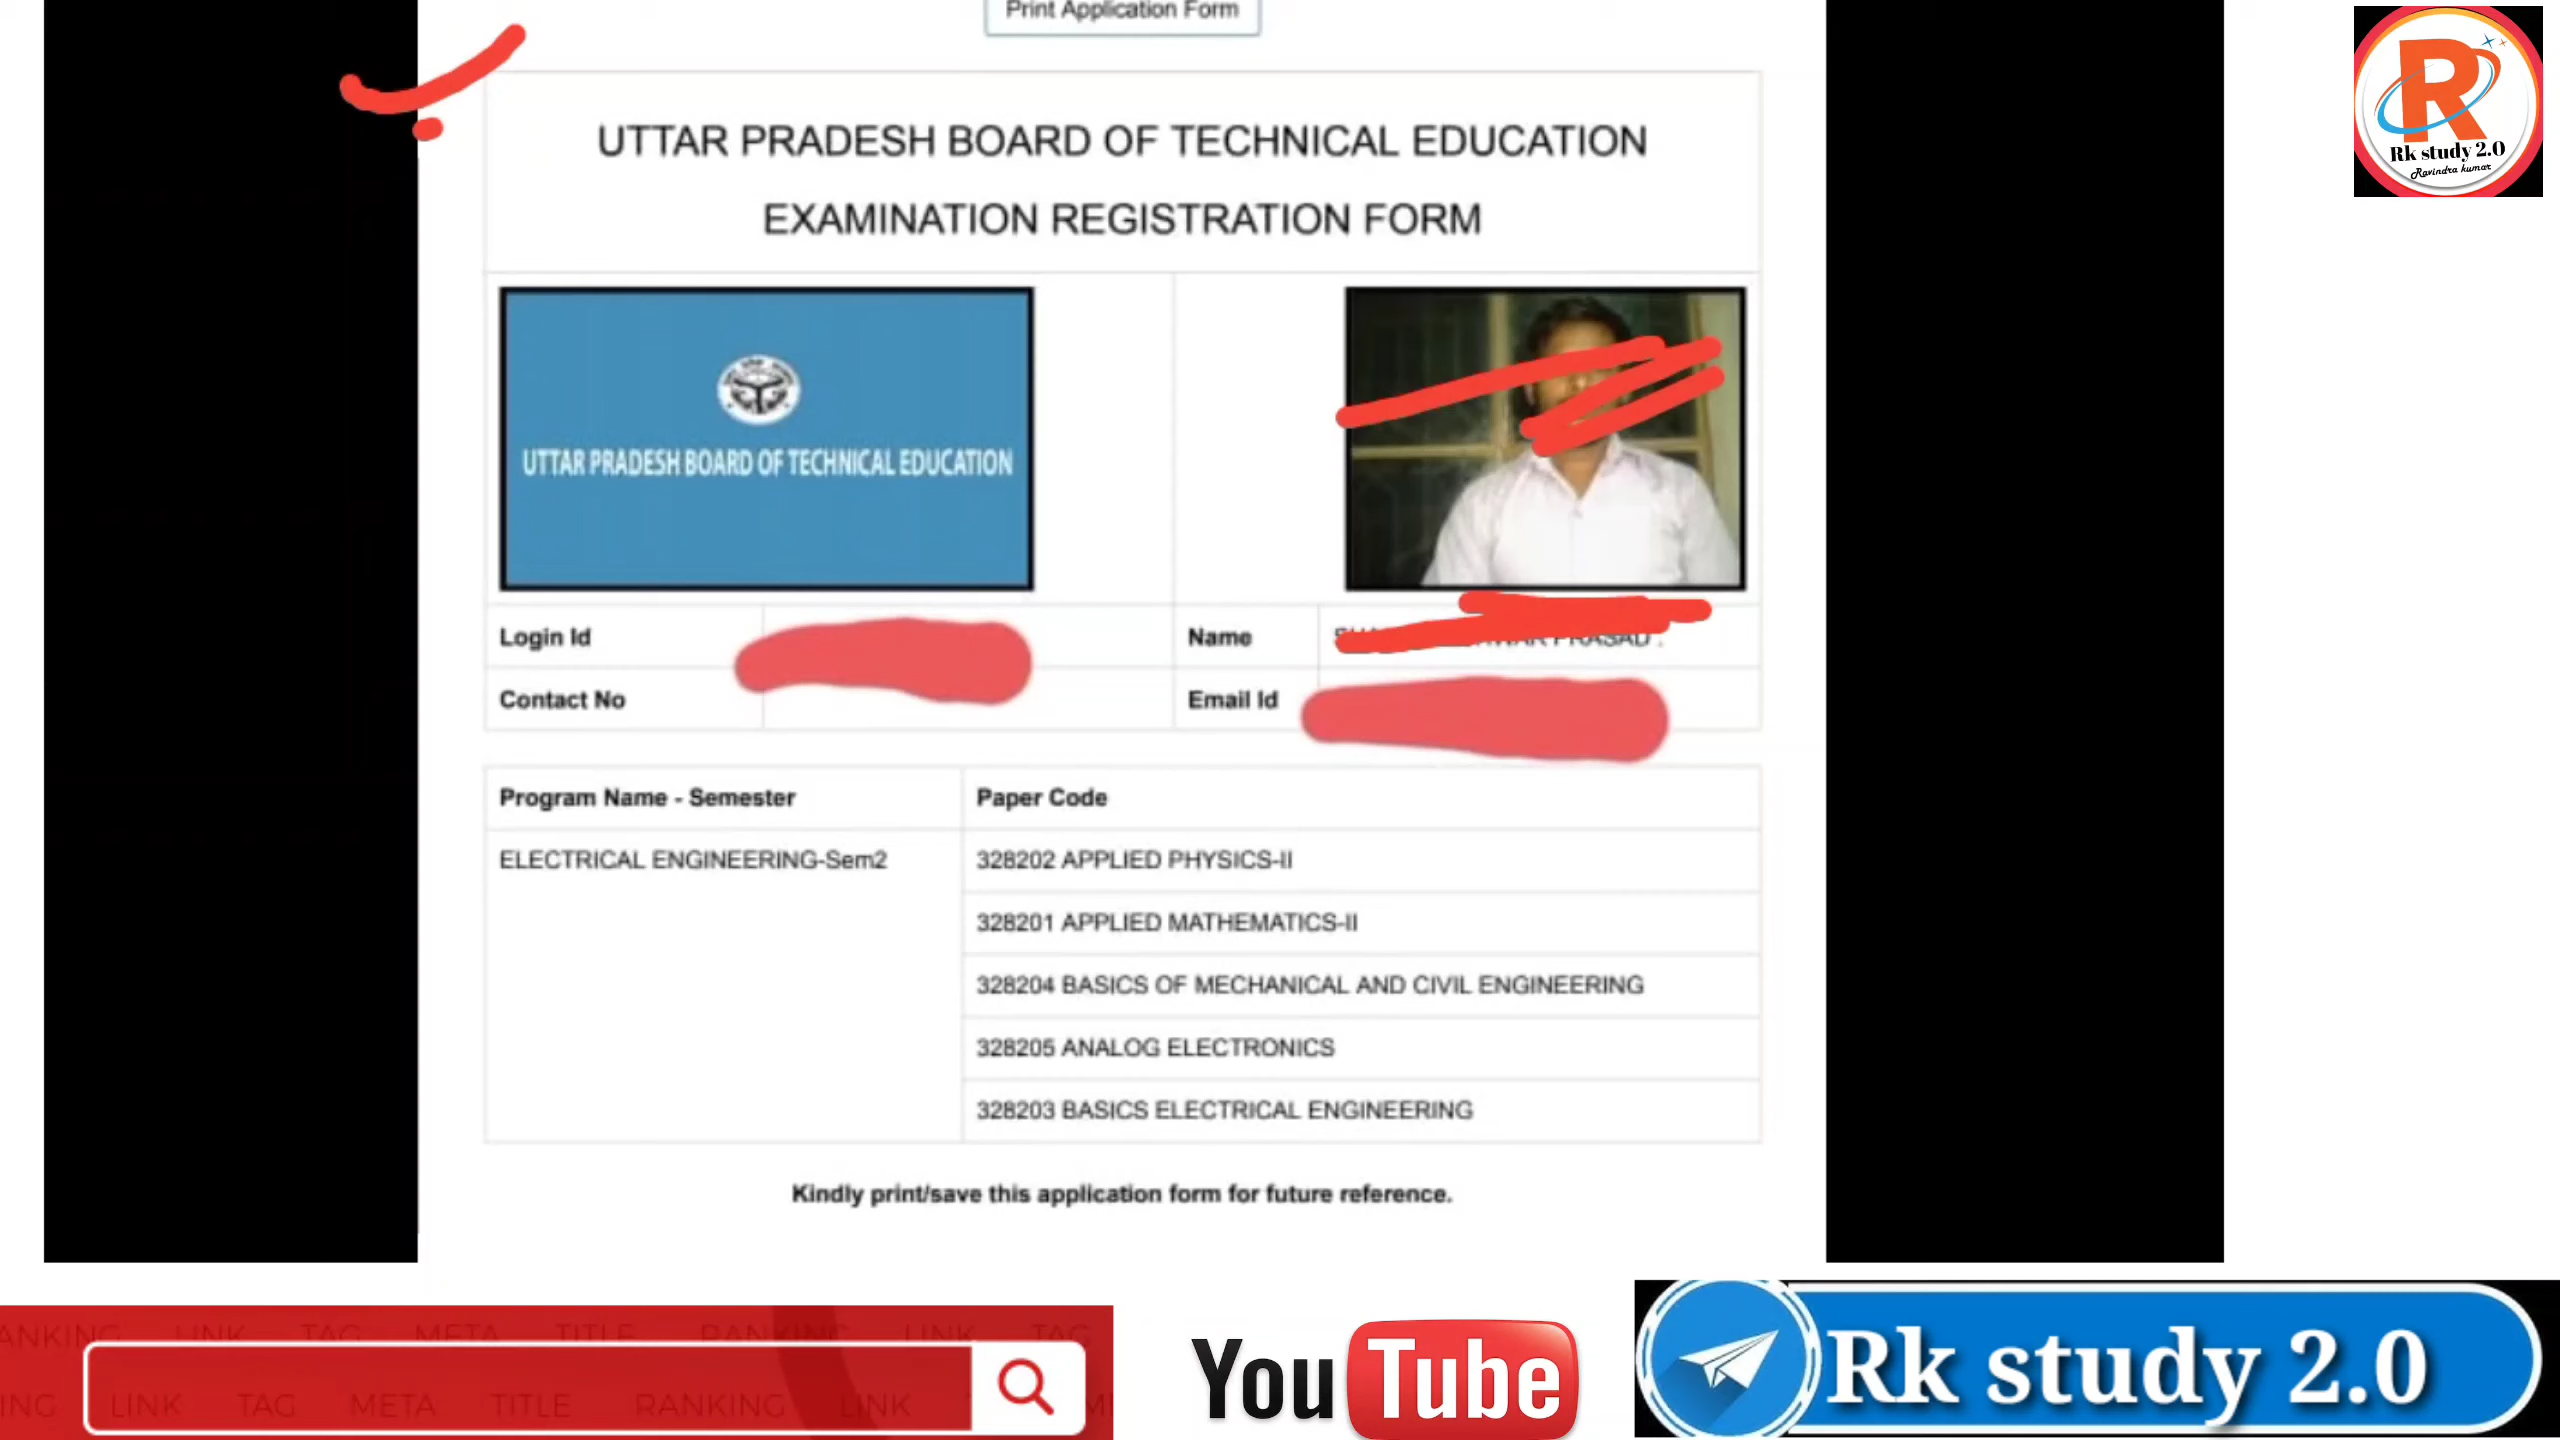 Print Application Form
Rk study 2.0
Ravindra kumar
UTTAR PRADESH BOARD OF TECHNICAL EDUCATION
EXAMINATION REGISTRATION FORM
UTTAR PRADESH BOARD OF TECHNICAL EDUCATION
Login Id
Name PRASAD .
Contact No
Email Id
Program Name - Semester
Paper Code
ELECTRICAL ENGINEERING-Sem2
328202 APPLIED PHYSICS-II
328201 APPLIED MATHEMATICS-II
328204 BASICS OF MECHANICAL AND CIVIL ENGINEERING
328205 ANALOG ELECTRONICS
328203 BASICS ELECTRICAL ENGINEERING
Kindly print/save this application form for future reference.
RANKING LINK TAG META TITLE RANKING LINK TAG
LINK TAG META TITLE RANKING LINK
YouTube
Rk study 2.0